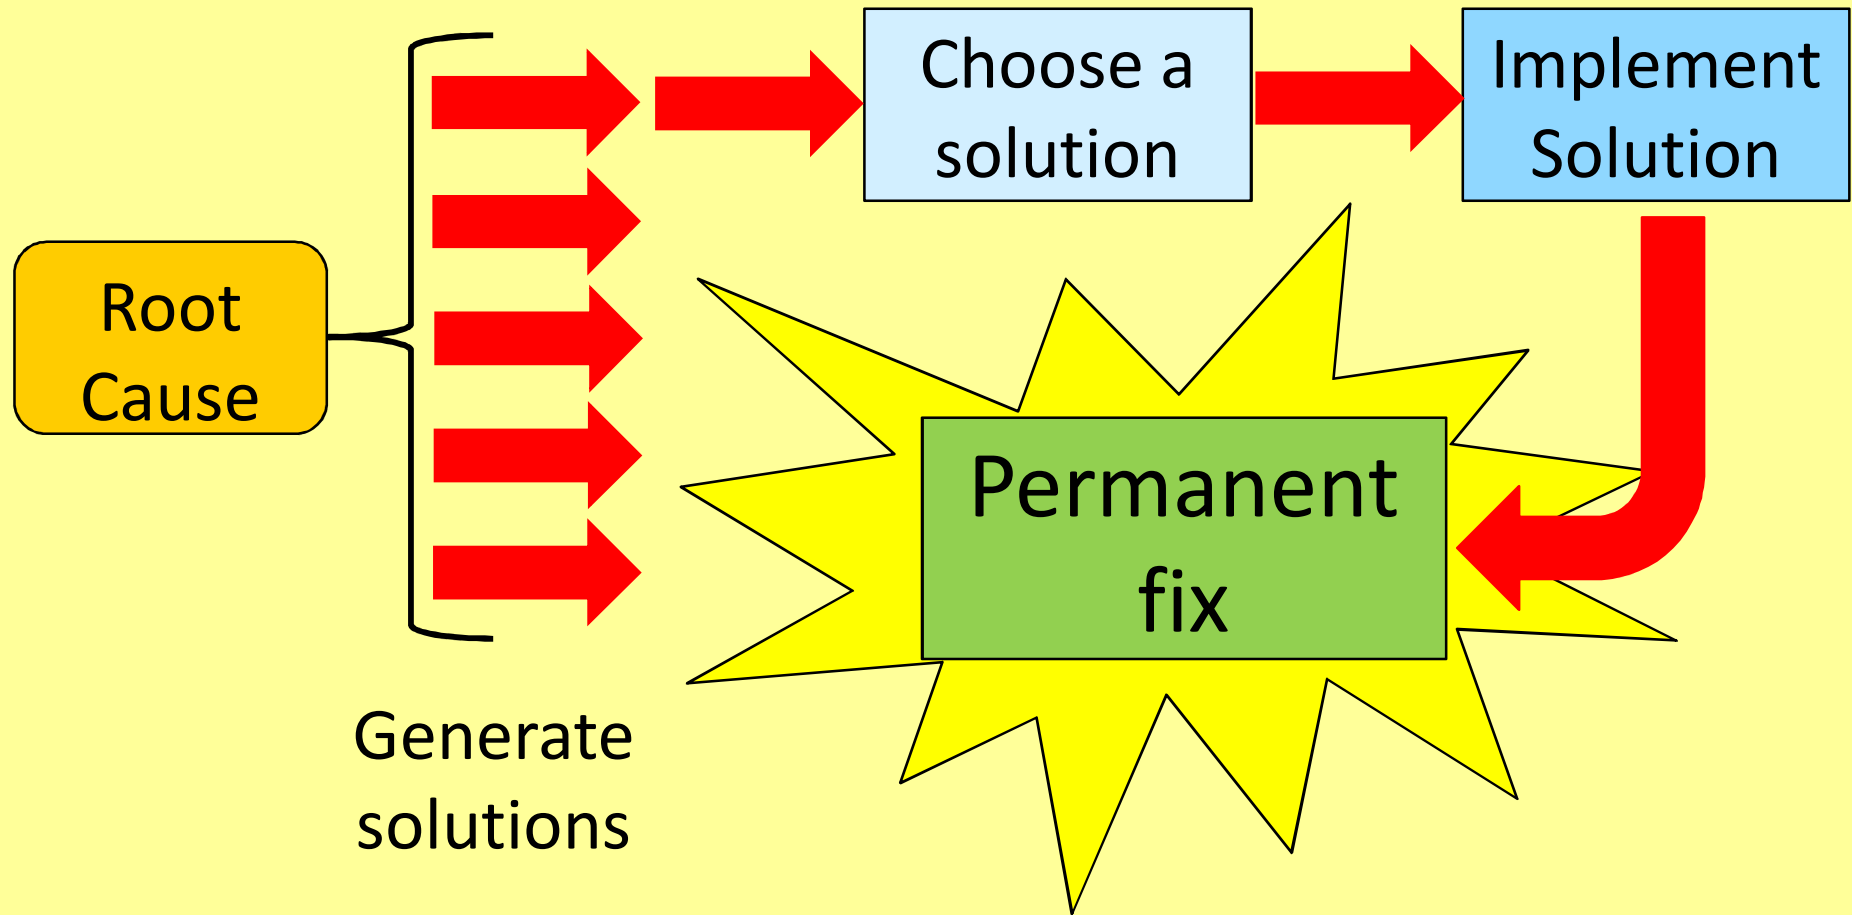 Root
Cause
Generate
solutions
Choose a
solution
Implement
Solution
Permanent
fix